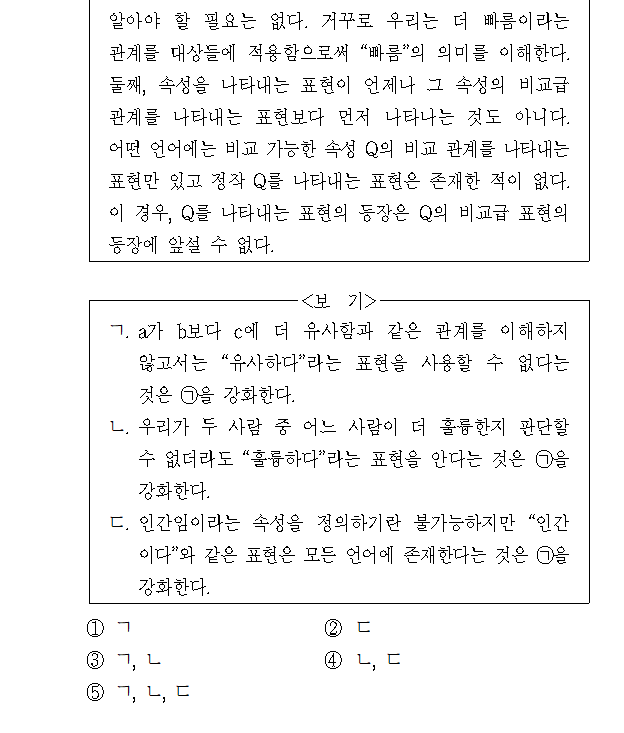 알아야 할 필요는 없다. 거꾸로 우리는 더 빠름이라는
관계를 대상들에 적용함으로써 “빠름”의 의미를 이해한다.
둘째, 속성을 나타내는 표현이 언제나 그 속성의 비교급
관계를 나타내는 표현보다 먼저 나타나는 것도 아니다.
어떤 언어에는 비교 가능한 속성 Q의 비교 관계를 나타내는
표현만 있고 정작 Q를 나타내는 표현은 존재한 적이 없다.
이 경우, Q를 나타내는 표현의 등장은 Q의 비교급 표현의
등장에 앞설 수 없다.
<보 기>
ㄱ. a가 b보다 c에 더 유사함과 같은 관계를 이해하지
않고서는 “유사하다”라는 표현을 사용할 수 없다는
것은 ㉠을 강화한다.
ㄴ. 우리가 두 사람 중 어느 사람이 더 훌륭한지 판단할
수 없더라도 “훌륭하다”라는 표현을 안다는 것은 ㉠을
강화한다.
ㄷ. 인간임이라는 속성을 정의하기란 불가능하지만 “인간
이다”와 같은 표현은 모든 언어에 존재한다는 것은 ㉠을
강화한다.
① ㄱ ② ㄷ
③ ㄱ, ㄴ ④ ㄴ, ㄷ
⑤ ㄱ, ㄴ, ㄷ